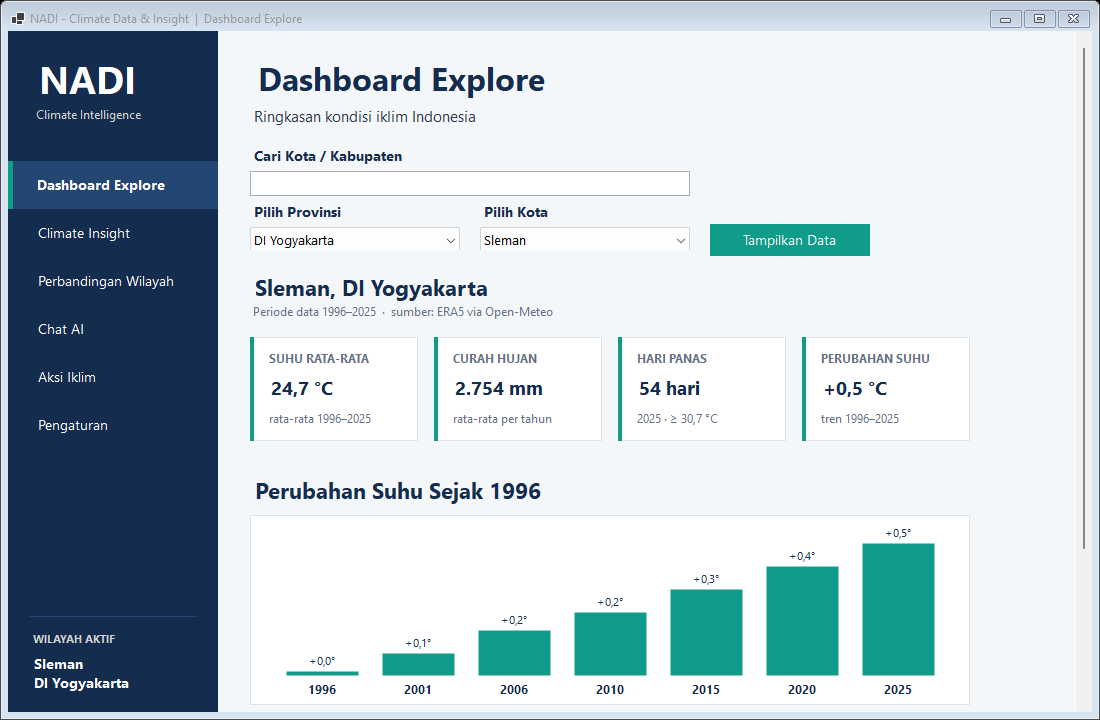 NADI - Climate Data & Insight | Dashboard Explore
NADI
Climate Intelligence
Dashboard Explore
Climate Insight
Perbandingan Wilayah
Chat AI
Aksi Iklim
Pengaturan
WILAYAH AKTIF
Sleman
DI Yogyakarta
Dashboard Explore
Ringkasan kondisi iklim Indonesia
Cari Kota / Kabupaten
Pilih Provinsi Pilih Kota
DI Yogyakarta Sleman Tampilkan Data
Sleman, DI Yogyakarta
Periode data 1996–2025 · sumber: ERA5 via Open-Meteo
SUHU RATA-RATA
24,7 °C
rata-rata 1996–2025
CURAH HUJAN
2.754 mm
rata-rata per tahun
HARI PANAS
54 hari
2025 · ≥ 30,7 °C
PERUBAHAN SUHU
+0,5 °C
tren 1996–2025
Perubahan Suhu Sejak 1996
+0,0° +0,1° +0,2° +0,2° +0,3° +0,4° +0,5°
1996 2001 2006 2010 2015 2020 2025